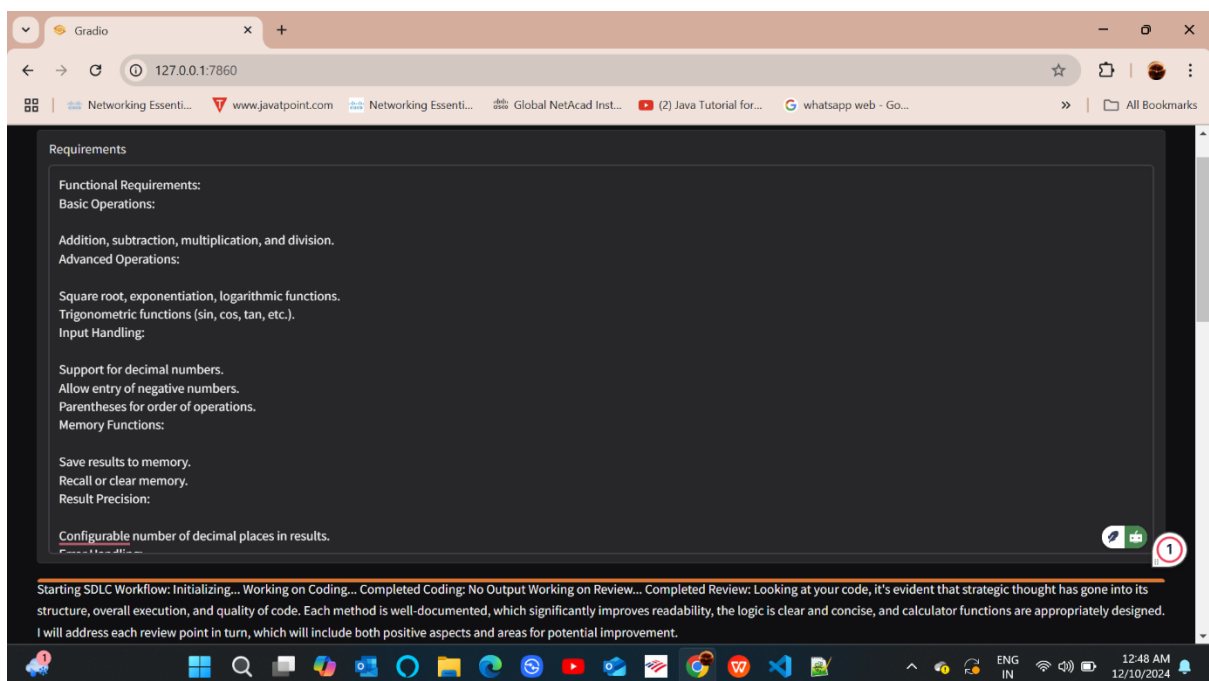 Gradio
127.0.0.1:7860
Networking Essenti... www.javatpoint.com Networking Essenti... Global NetAcad Inst... (2) Java Tutorial for... whatsapp web - Go... » All Bookmarks
Requirements
Functional Requirements:
Basic Operations:
Addition, subtraction, multiplication, and division.
Advanced Operations:
Square root, exponentiation, logarithmic functions.
Trigonometric functions (sin, cos, tan, etc.).
Input Handling:
Support for decimal numbers.
Allow entry of negative numbers.
Parentheses for order of operations.
Memory Functions:
Save results to memory.
Recall or clear memory.
Result Precision:
Configurable number of decimal places in results.
1
Starting SDLC Workflow: Initializing... Working on Coding... Completed Coding: No Output Working on Review... Completed Review: Looking at your code, it's evident that strategic thought has gone into its
structure, overall execution, and quality of code. Each method is well-documented, which significantly improves readability, the logic is clear and concise, and calculator functions are appropriately designed.
I will address each review point in turn, which will include both positive aspects and areas for potential improvement.
1
ENG 12:48 AM
IN 12/10/2024